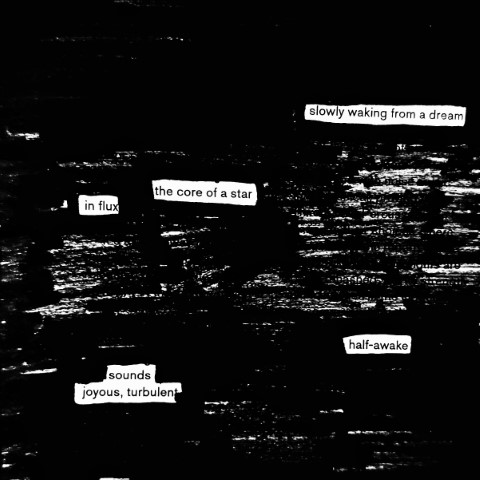 slowly waking from a dream
the core of a star
in flux
half-awake
sounds
joyous, turbulent